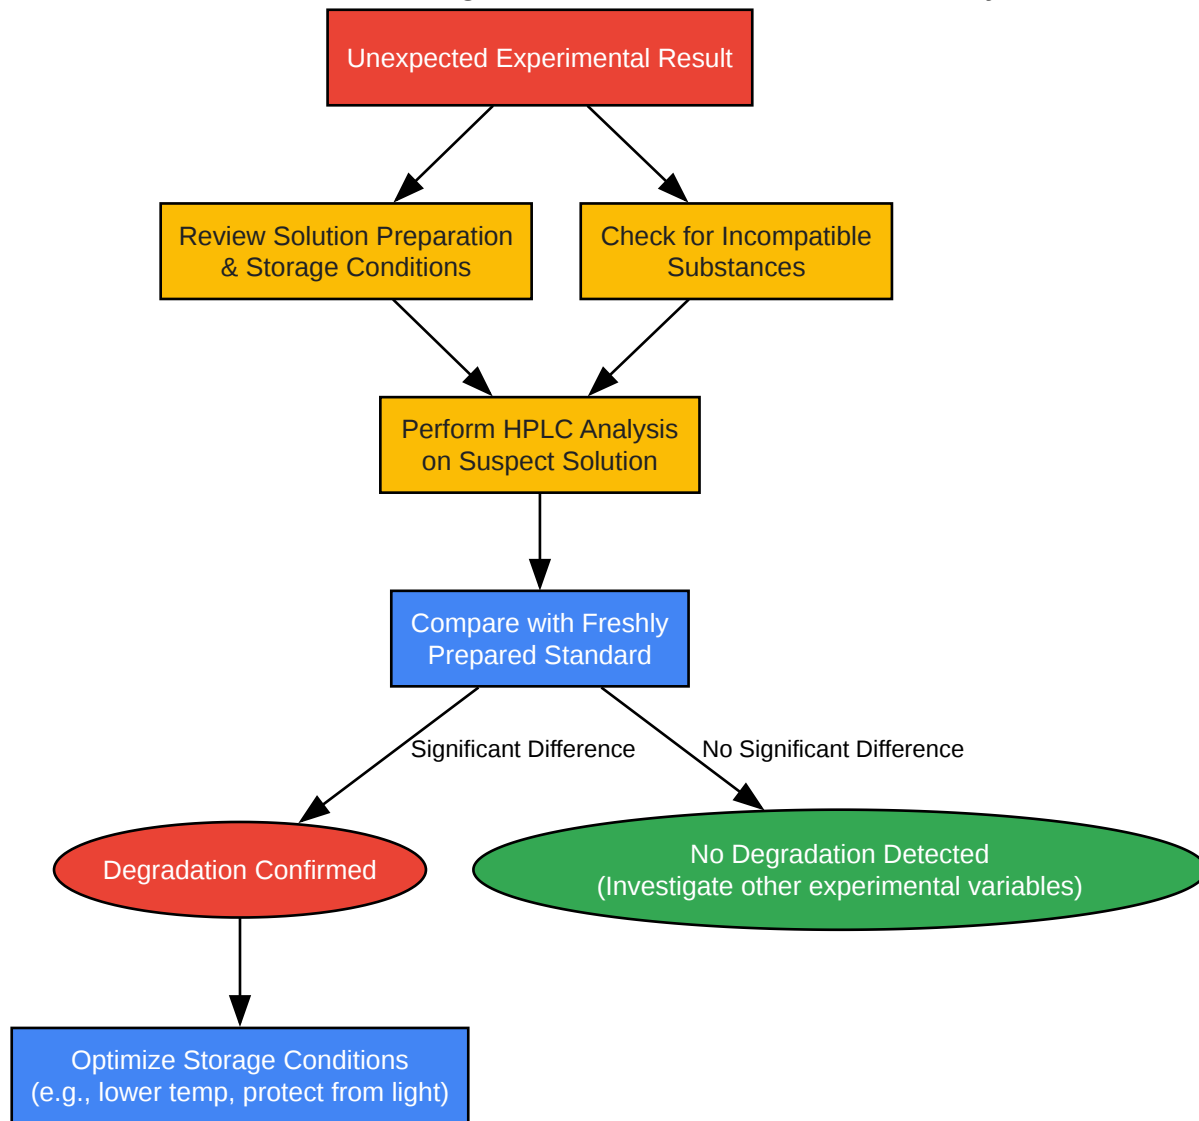 Unexpected Experimental Result
Review Solution Preparation
& Storage Conditions
Check for Incompatible
Substances
Perform HPLC Analysis
on Suspect Solution
Compare with Freshly
Prepared Standard
Significant Difference
No Significant Difference
Degradation Confirmed
No Degradation Detected
(Investigate other experimental variables)
Optimize Storage Conditions
(e.g., lower temp, protect from light)